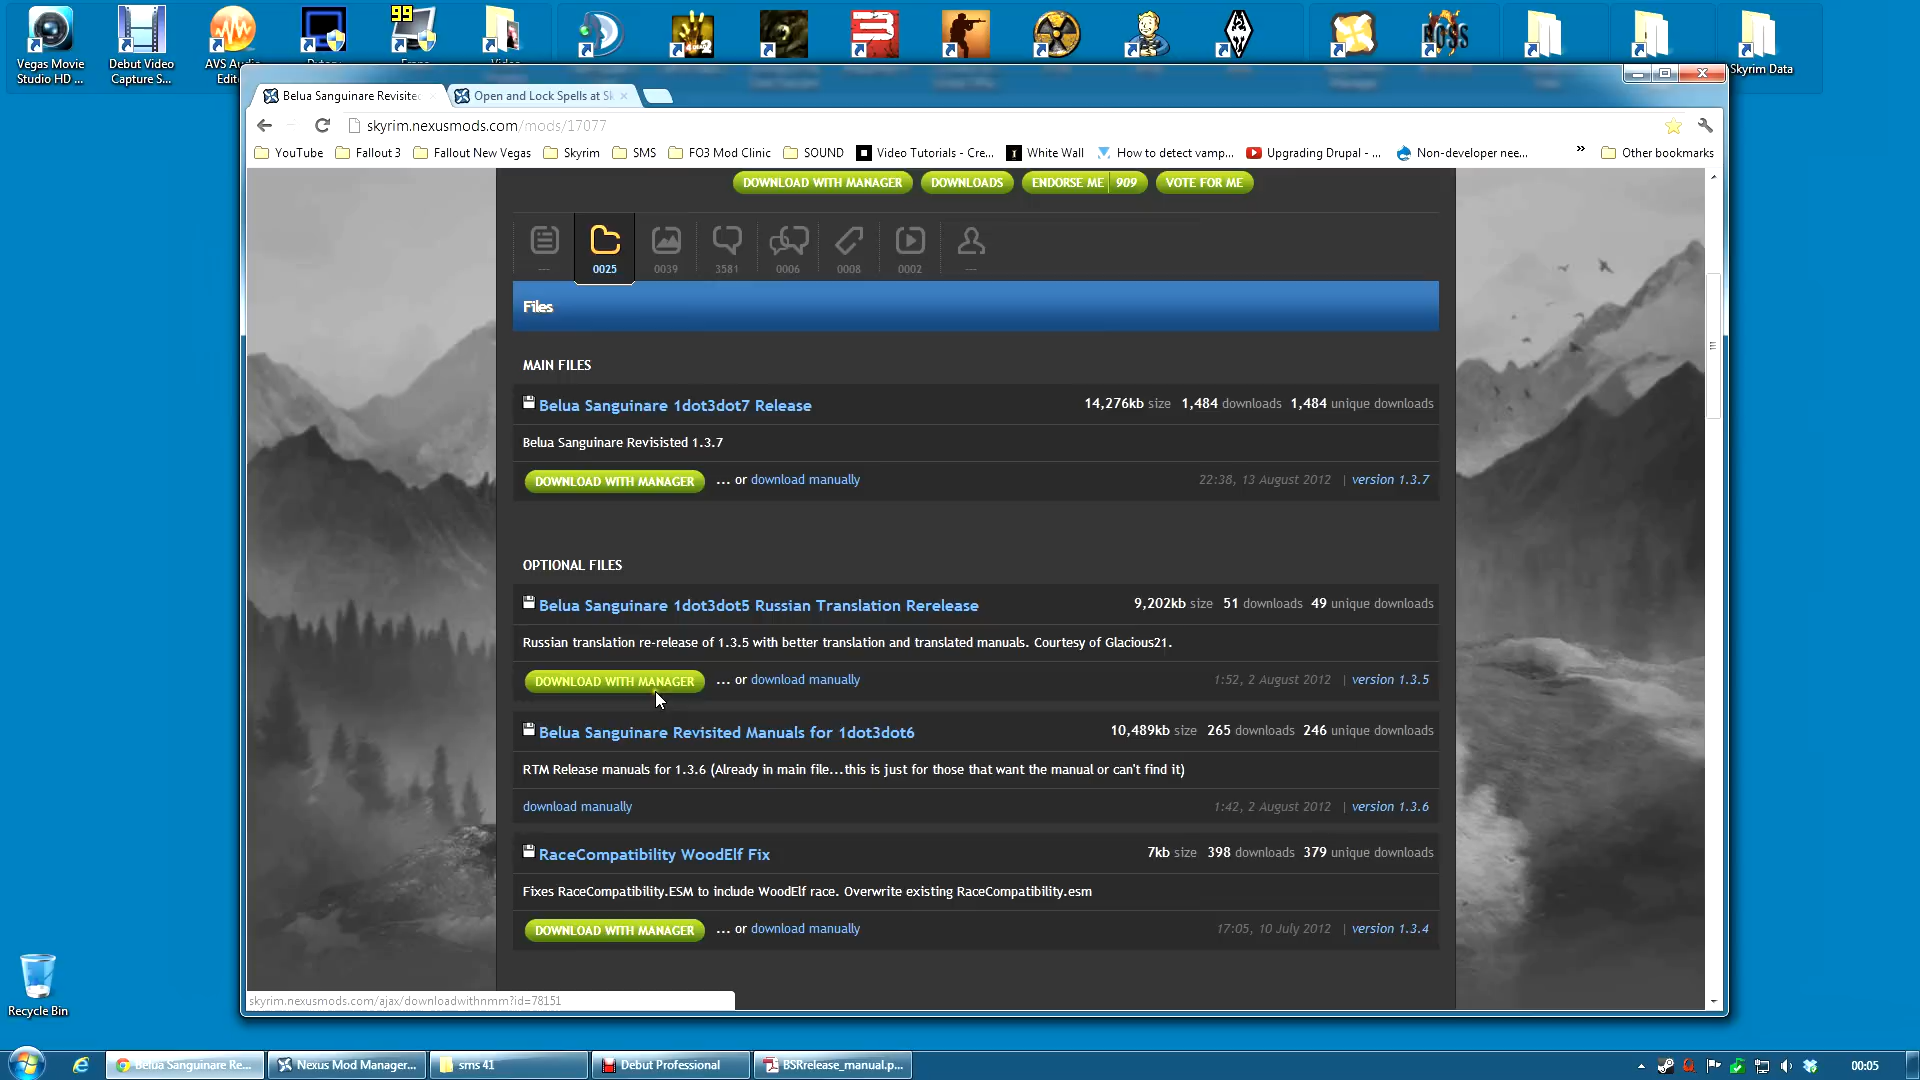 99
Vegas Movie
Studio HD ...
Debut Video
Capture S...
AVS Audio
Edit
Skyrim Data
Belua Sanguinare Revisited
Open and Lock Spells at Sk
skyrim.nexusmods.com/mods/17077
YouTube
Fallout 3
Fallout New Vegas
Skyrim
SMS
FO3 Mod Clinic
SOUND
Video Tutorials - Cre...
White Wall
How to detect vamp...
Upgrading Drupal - ...
Non-developer nee...
»
Other bookmarks
DOWNLOAD WITH MANAGER
DOWNLOADS
ENDORSE ME 909
VOTE FOR ME
---
0025
0039
3581
0006
0008
0002
---
Files
MAIN FILES
Belua Sanguinare 1dot3dot7 Release
14,276kb size 1,484 downloads 1,484 unique downloads
Belua Sanguinare Revisisted 1.3.7
DOWNLOAD WITH MANAGER ... or download manually
22:38, 13 August 2012 | version 1.3.7
OPTIONAL FILES
Belua Sanguinare 1dot3dot5 Russian Translation Rerelease
9,202kb size 51 downloads 49 unique downloads
Russian translation re-release of 1.3.5 with better translation and translated manuals. Courtesy of Glacious21.
DOWNLOAD WITH MANAGER ... or download manually
1:52, 2 August 2012 | version 1.3.5
Belua Sanguinare Revisited Manuals for 1dot3dot6
10,489kb size 265 downloads 246 unique downloads
RTM Release manuals for 1.3.6 (Already in main file...this is just for those that want the manual or can't find it)
download manually
1:42, 2 August 2012 | version 1.3.6
RaceCompatibility WoodElf Fix
7kb size 398 downloads 379 unique downloads
Fixes RaceCompatibility.ESM to include WoodElf race. Overwrite existing RaceCompatibility.esm
DOWNLOAD WITH MANAGER ... or download manually
17:05, 10 July 2012 | version 1.3.4
skyrim.nexusmods.com/ajax/downloadwithnmm?id=78151
Recycle Bin
Belua Sanguinare Re...
Nexus Mod Manager...
sms 41
Debut Professional
BSRrelease_manual.p...
00:05